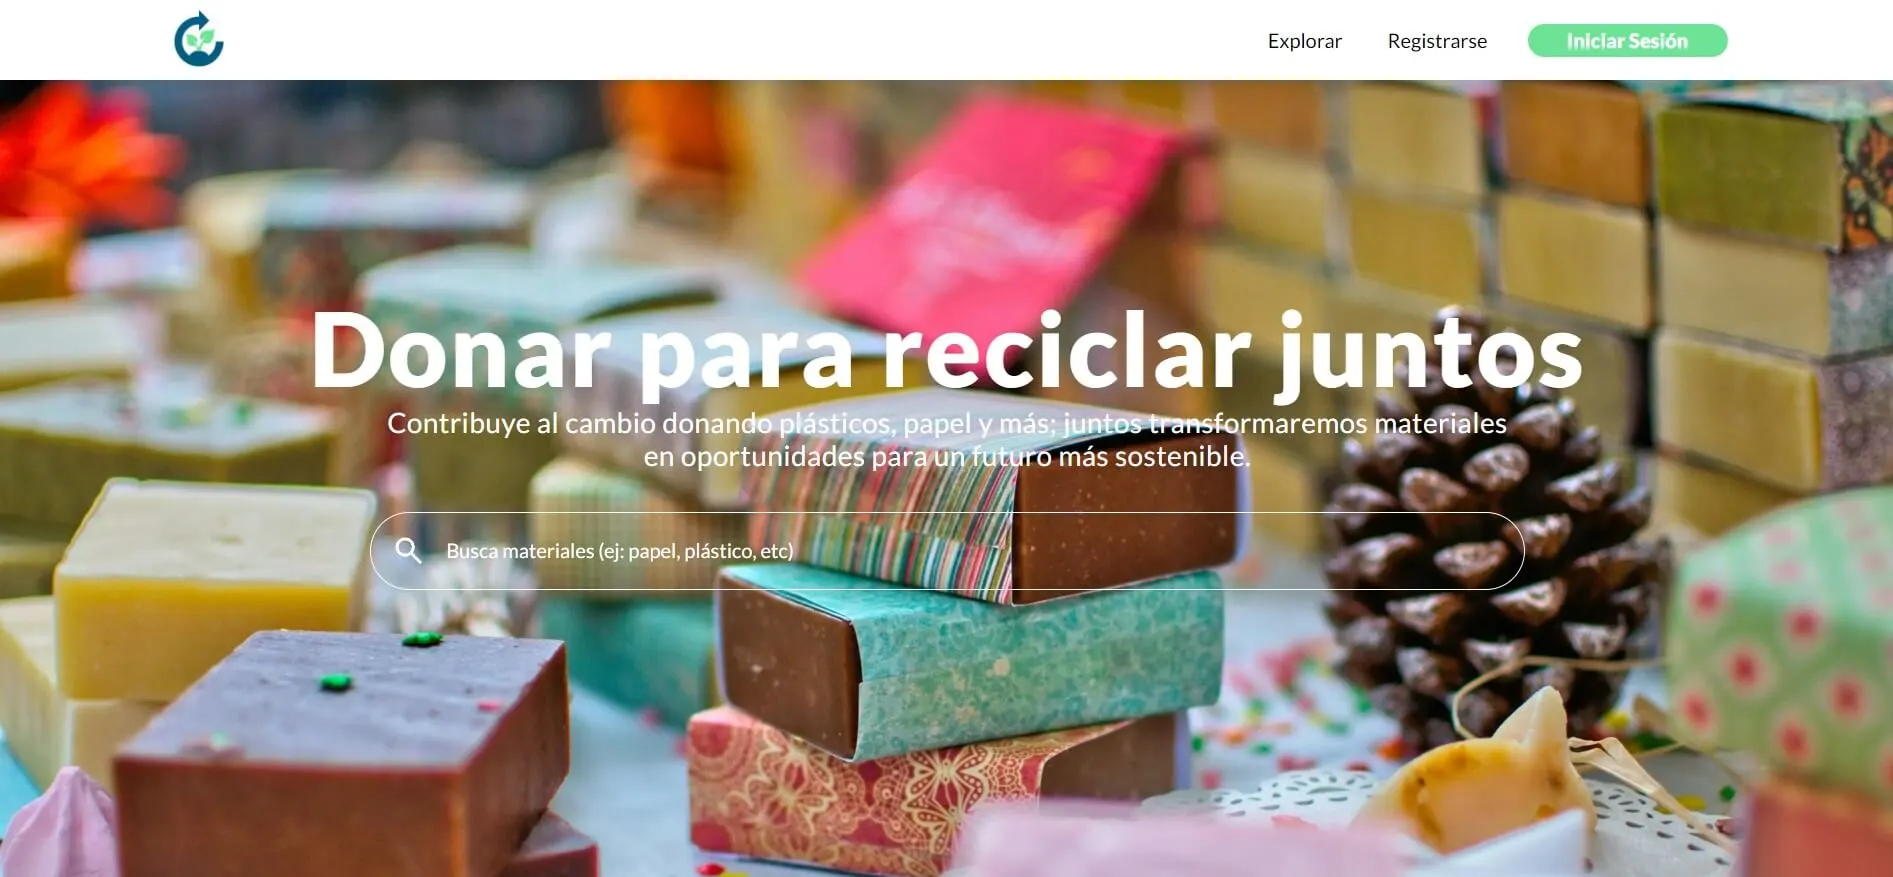 Explorar
Registrarse
Iniciar Sesión
Donar para reciclar juntos
Contribuye al cambio donando plásticos, papel y más; juntos transformaremos materiales
en oportunidades para un futuro más sostenible.
Busca materiales (ej: papel, plástico, etc)